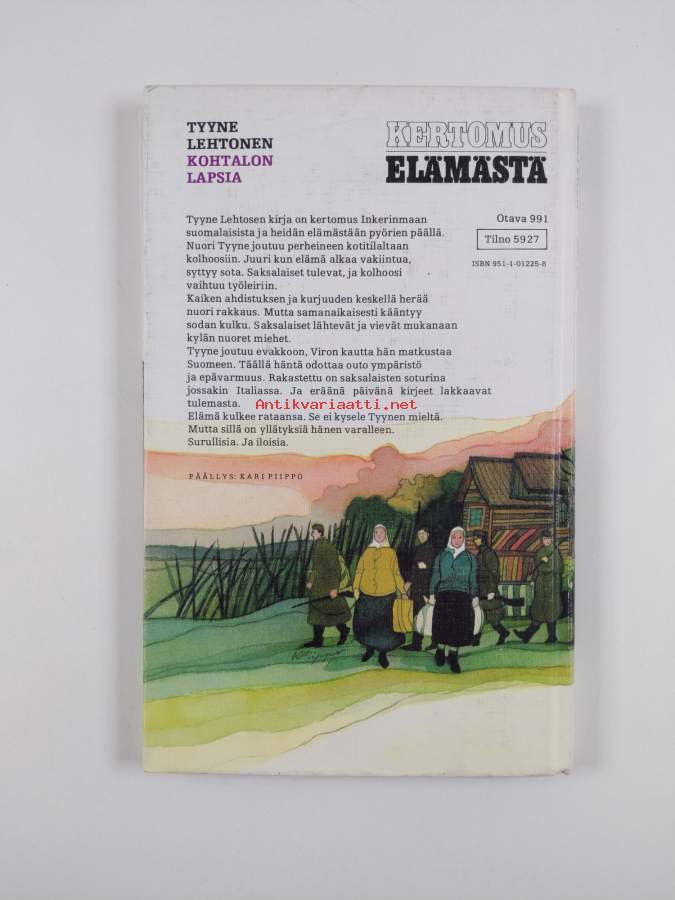 TYYNE
LEHTONEN
KOHTALON
LAPSIA
KERTOMUS
ELÄMÄSTÄ
Tyyne Lehtosen kirja on kertomus Inkerinmaan
suomalaisista ja heidän elämästään pyörien päällä.
Nuori Tyyne joutuu perheineen kotitilaltaan
kolhoosiin. Juuri kun elämä alkaa vakiintua,
syttyy sota. Saksalaiset tulevat, ja kolhoosi
vaihtuu työleiriin.
Kaiken ahdistuksen ja kurjuuden keskellä herää
nuori rakkaus. Mutta samanaikaisesti kääntyy
sodan kulku. Saksalaiset lähtevät ja vievät mukanaan
kylän nuoret miehet.
Tyyne joutuu evakkoon, Viron kautta hän matkustaa
Suomeen. Täällä häntä odottaa outo ympäristö
ja epävarmuus. Rakastettu on saksalaisten soturina
jossakin Italiassa. Ja eräänä päivänä kirjeet lakkaavat
tulemasta.
Elämä kulkee rataansa. Se ei kysele Tyynen mieltä.
Mutta sillä on yllätyksiä hänen varalleen.
Surullisia. Ja iloisia.
PÄÄLLYS: KARI PIIPPO
Otava 991
Tilno 5927
ISBN 951-1-01225-8
Antikvariaatti.net
K Piippo